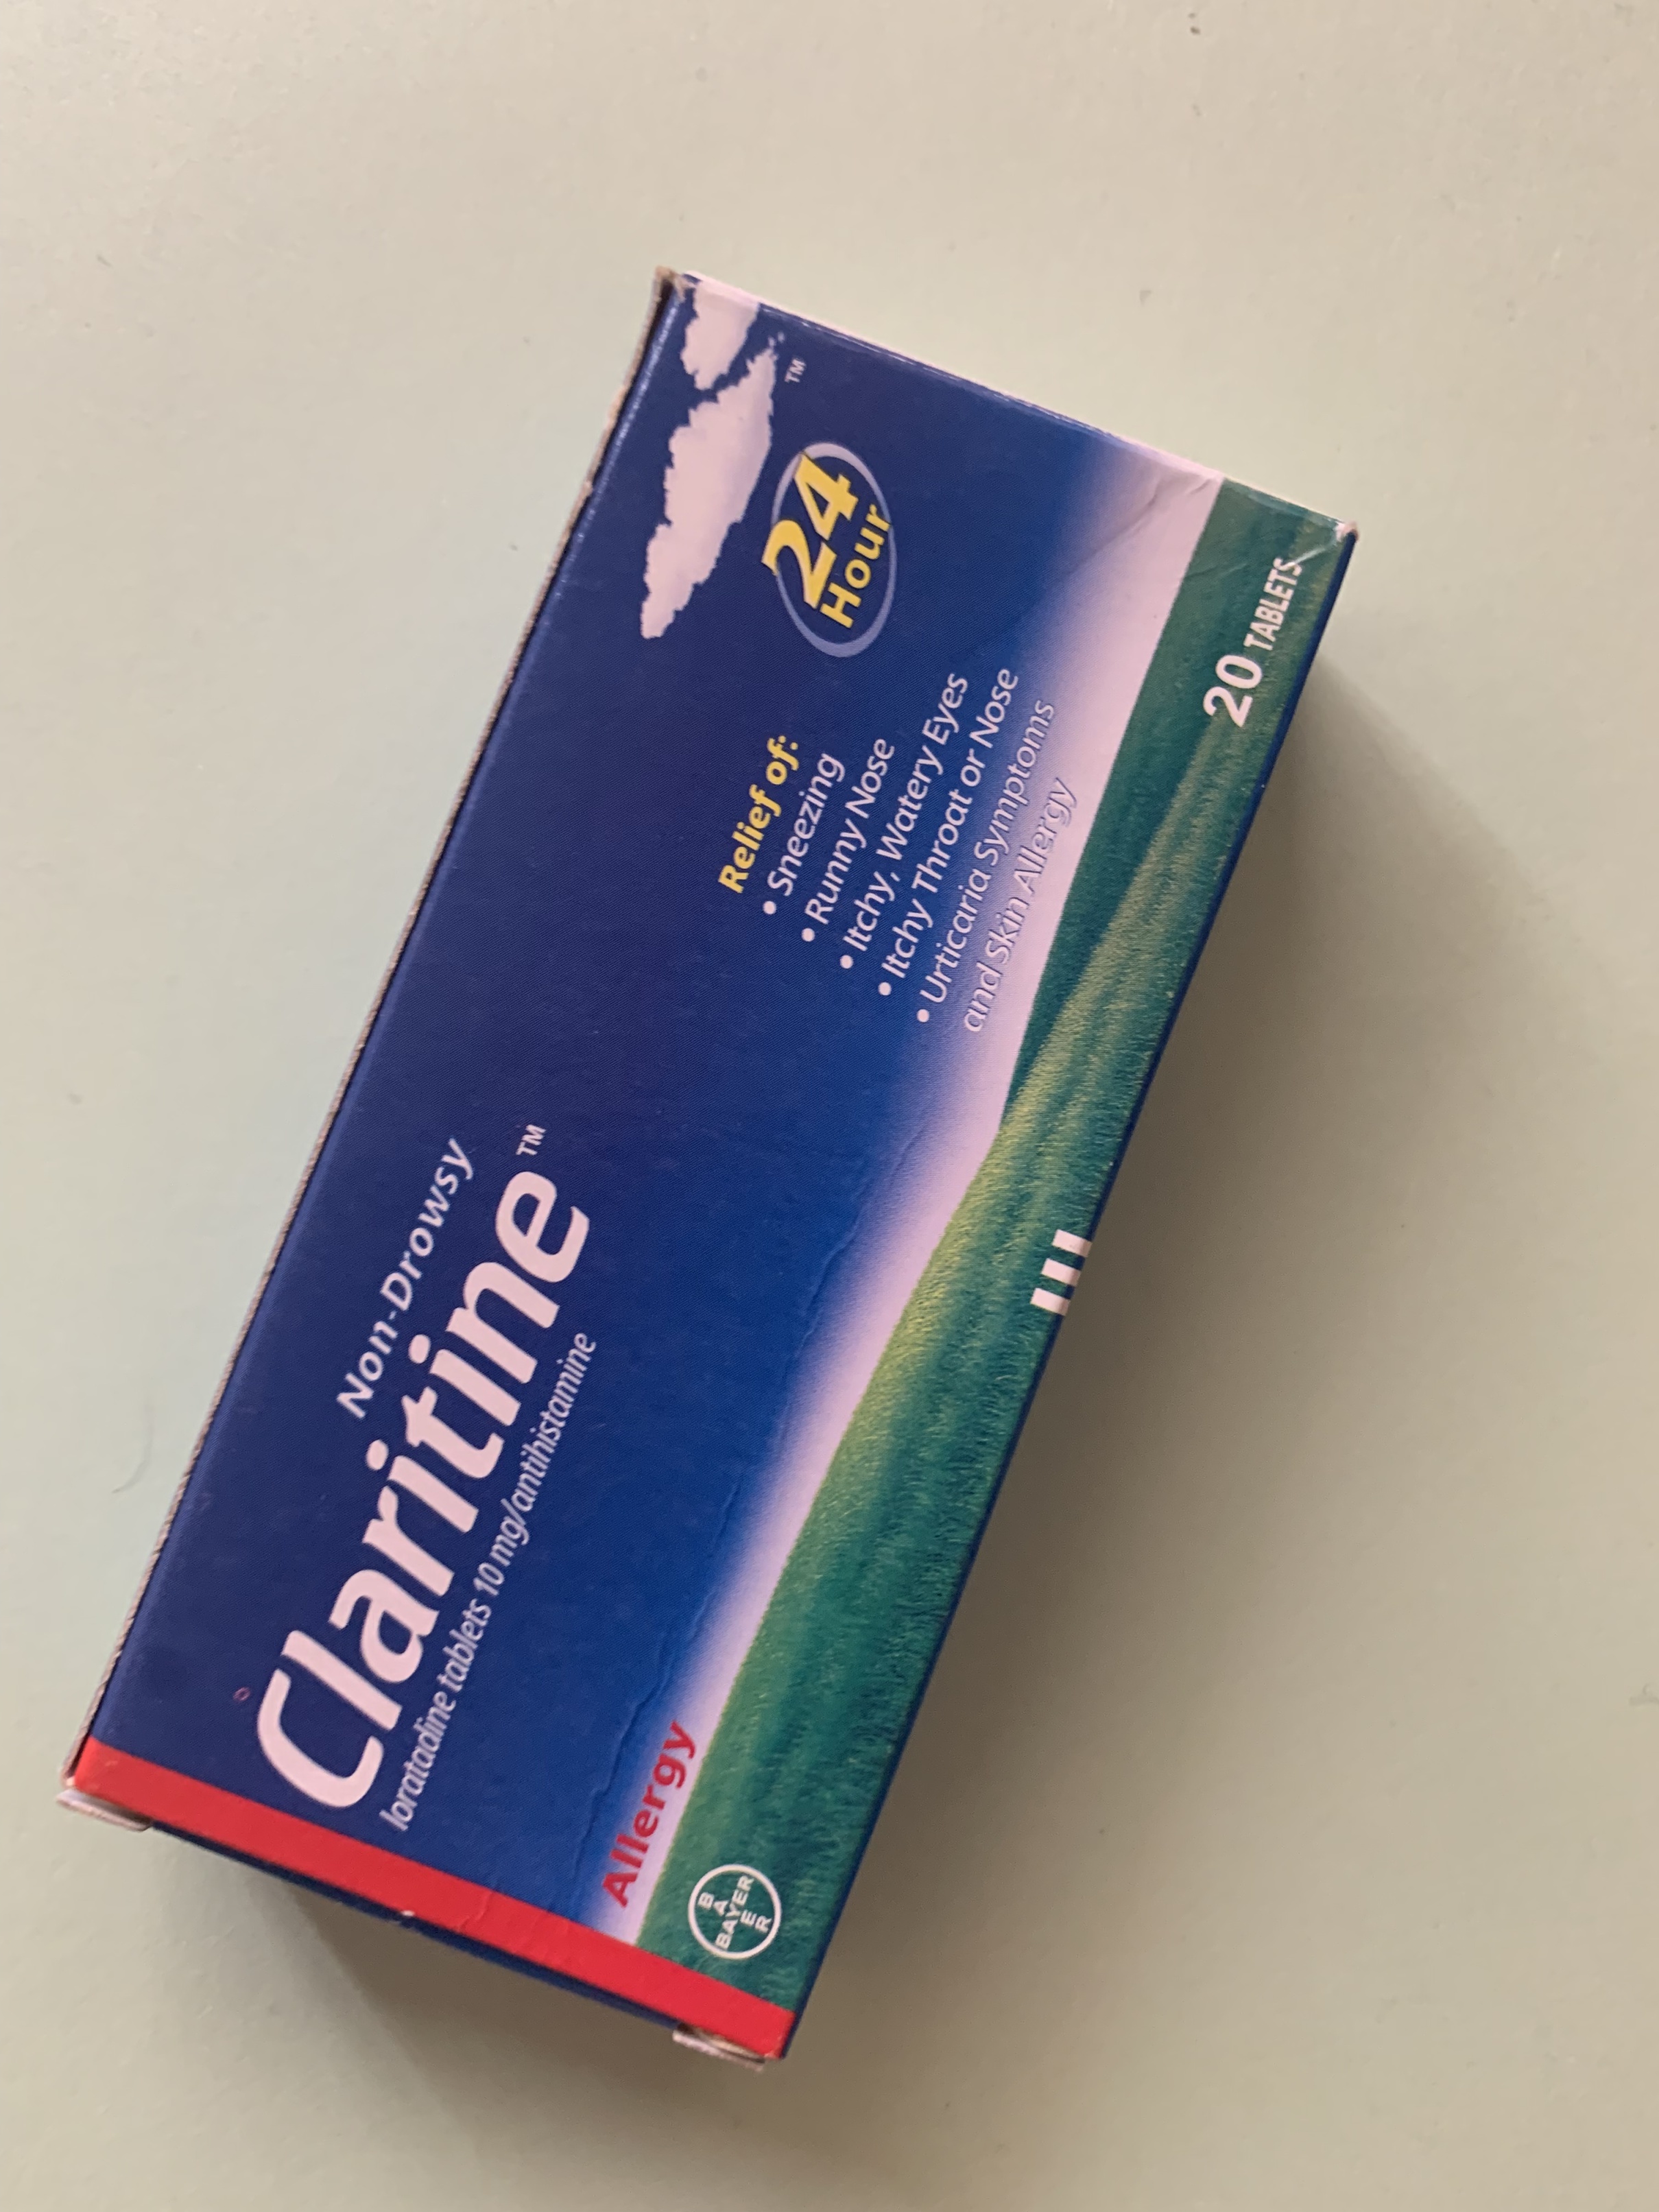 Non-Drowsy
Claritine™
loratadine tablets 10 mg/antihistamine
Allergy
Relief of:
• Sneezing
• Runny Nose
• Itchy, Watery Eyes
• Itchy Throat or Nose
• Urticaria Symptoms
and Skin Allergy
24
Hour
TM
20 TABLETS
BAYER
BAYER